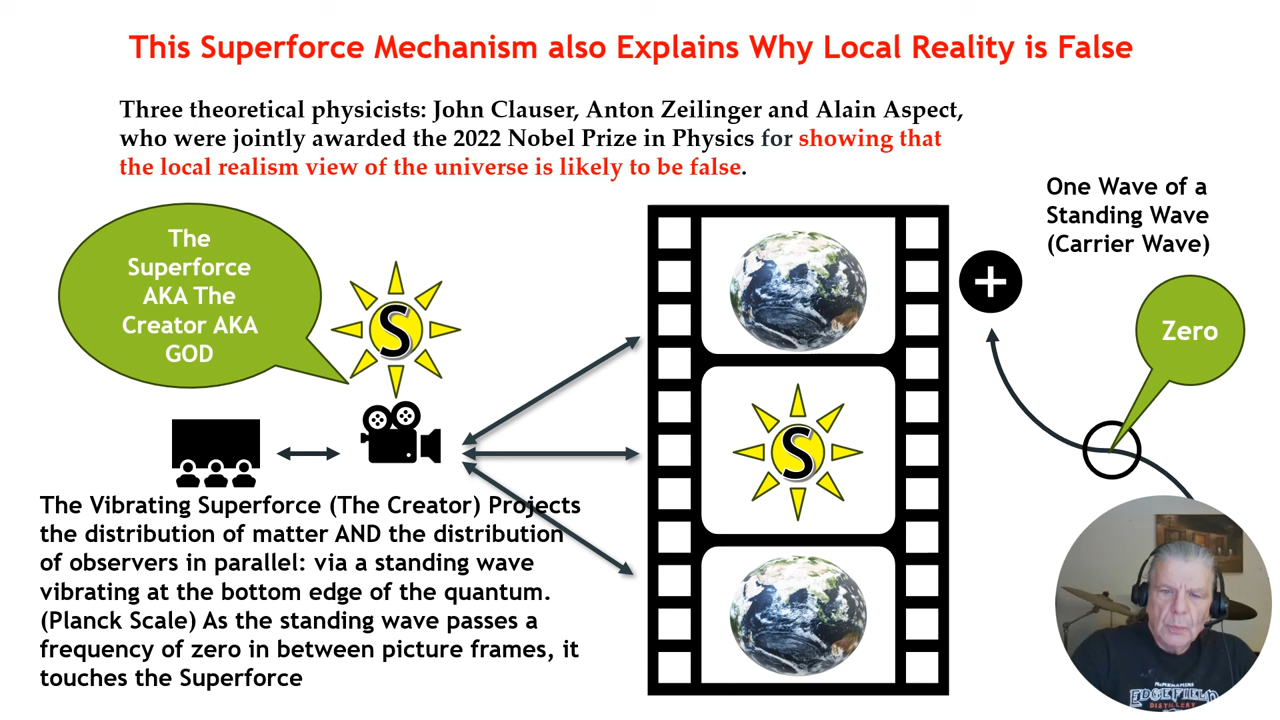 This Superforce Mechanism also Explains Why Local Reality is False
Three theoretical physicists: John Clauser, Anton Zeilinger and Alain Aspect,
who were jointly awarded the 2022 Nobel Prize in Physics for showing that
the local realism view of the universe is likely to be false.
One Wave of a
Standing Wave
(Carrier Wave)
The
Superforce
AKA The
Creator AKA
GOD
S
+
Zero
S
The Vibrating Superforce (The Creator) Projects
the distribution of matter AND the distribution
of observers in parallel: via a standing wave
vibrating at the bottom edge of the quantum.
(Planck Scale) As the standing wave passes a
frequency of zero in between picture frames, it
touches the Superforce
EDGEFIELD
DISTILLERY